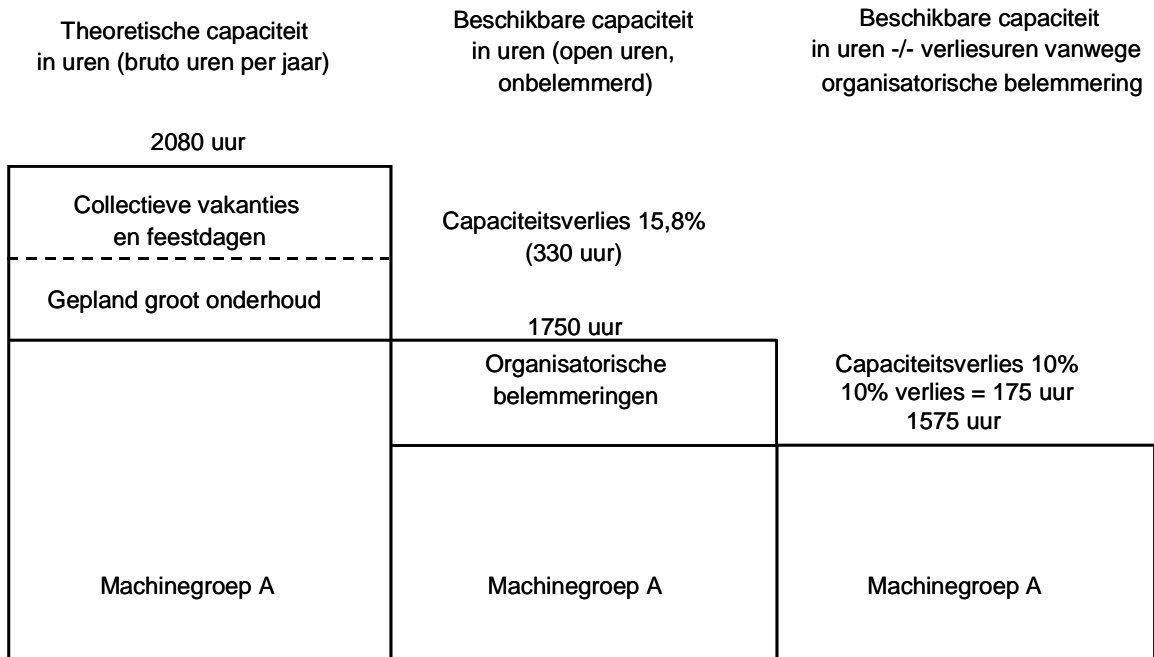 Theoretische capaciteit
in uren (bruto uren per jaar)
Beschikbare capaciteit
in uren (open uren,
onbelemmerd)
Beschikbare capaciteit
in uren -/- verliesuren vanwege
organisatorische belemmering
2080 uur
Collectieve vakanties
en feestdagen
Gepland groot onderhoud
Machinegroep A
Capaciteitsverlies 15,8%
(330 uur)
1750 uur
Organisatorische
belemmeringen
Machinegroep A
Capaciteitsverlies 10%
10% verlies = 175 uur
1575 uur
Machinegroep A